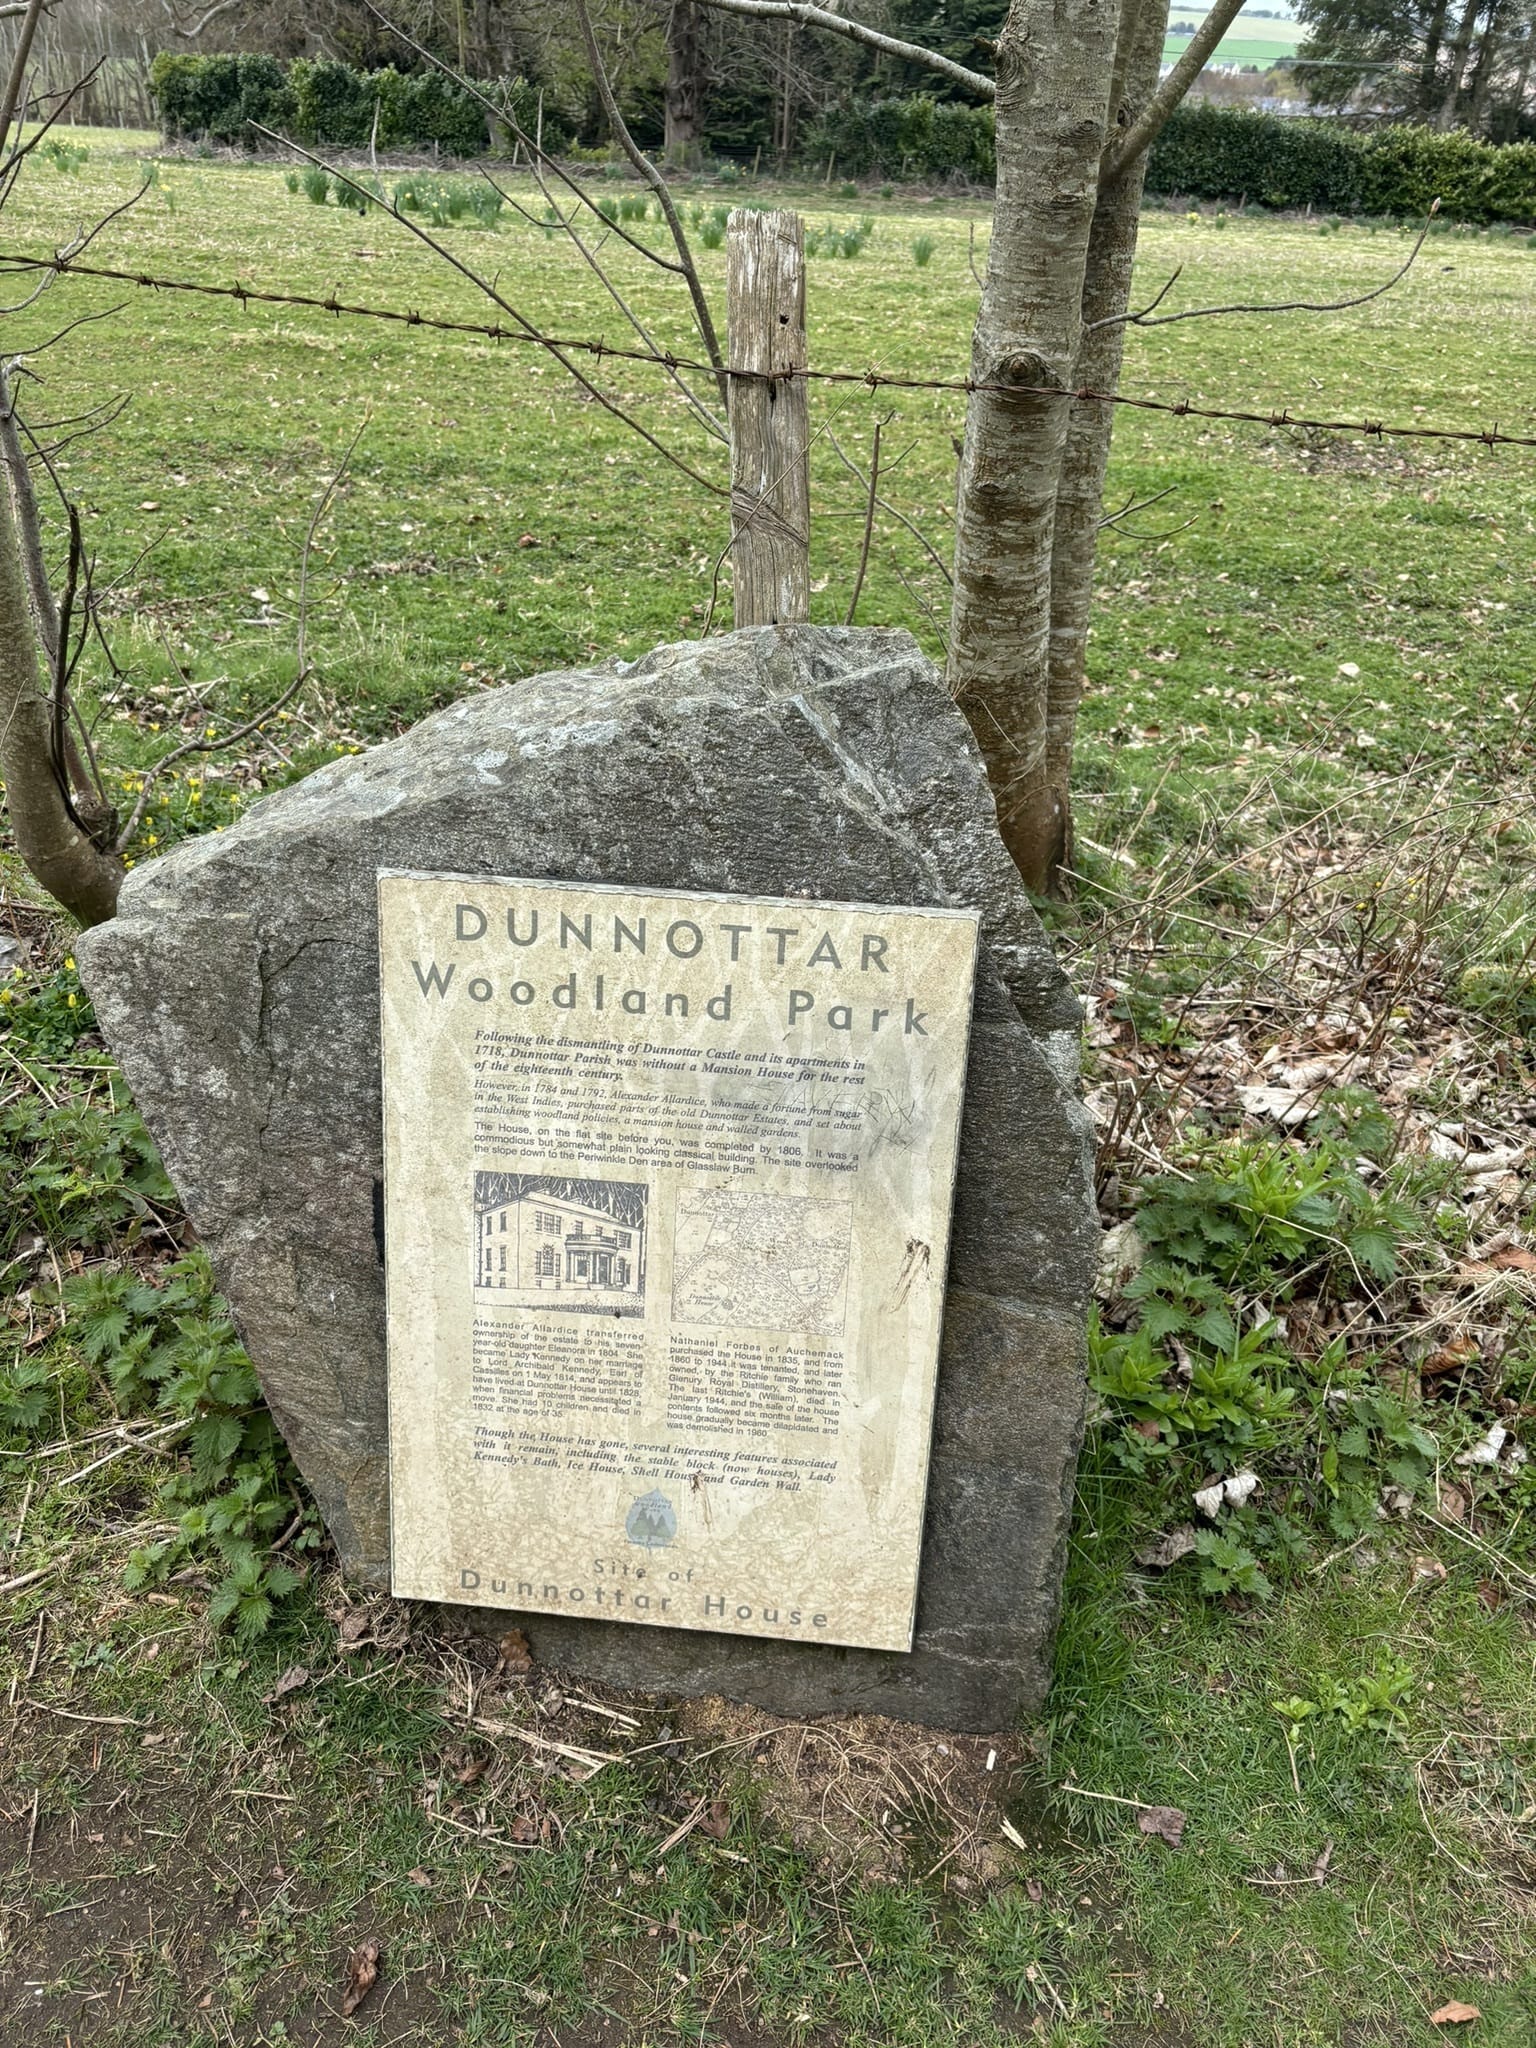 DUNNOTTAR
Woodland Park
Following the dismantling of Dunnottar Castle and its apartments in
1718, Dunnottar Parish was without a Mansion House for the rest
of the eighteenth century.
However, in 1784 and 1792, Alexander Allardice, who made a fortune from sugar
in the West Indies, purchased parts of the old Dunnottar Estates, and set about
establishing woodland policies, a mansion house and walled gardens.
The House, on the flat site before you, was completed by 1806. It was a
commodious but somewhat plain looking classical building. The site overlooked
the slope down to the Periwinkle Den area of Glasslaw Burn.
Dunnottar
Dunnottar
House
Alexander Allardice transferred
ownership of the estate to his seven-
year-old daughter Eleanora in 1804. She
became Lady Kennedy on her marriage
to Lord Archibald Kennedy, Earl of
Cassilles on 1 May 1814, and appears to
have lived at Dunnottar House until 1828,
when financial problems necessitated a
move. She had 10 children and died in
1832 at the age of 35.
Nathaniel Forbes of Auchernack
purchased the House in 1835, and from
1860 to 1944 it was tenanted, and later
owned, by the Ritchie family who ran
Glenury Royal Distillery, Stonehaven.
The last Ritchie's (William), died in
January 1944, and the sale of the house
contents followed six months later. The
house gradually became dilapidated and
was demolished in 1960.
Though the House has gone, several interesting features associated
with it remain, including the stable block (now houses), Lady
Kennedy's Bath, Ice House, Shell House and Garden Wall.
Dunnottar
Woodland
Park
Site of
Dunnottar House